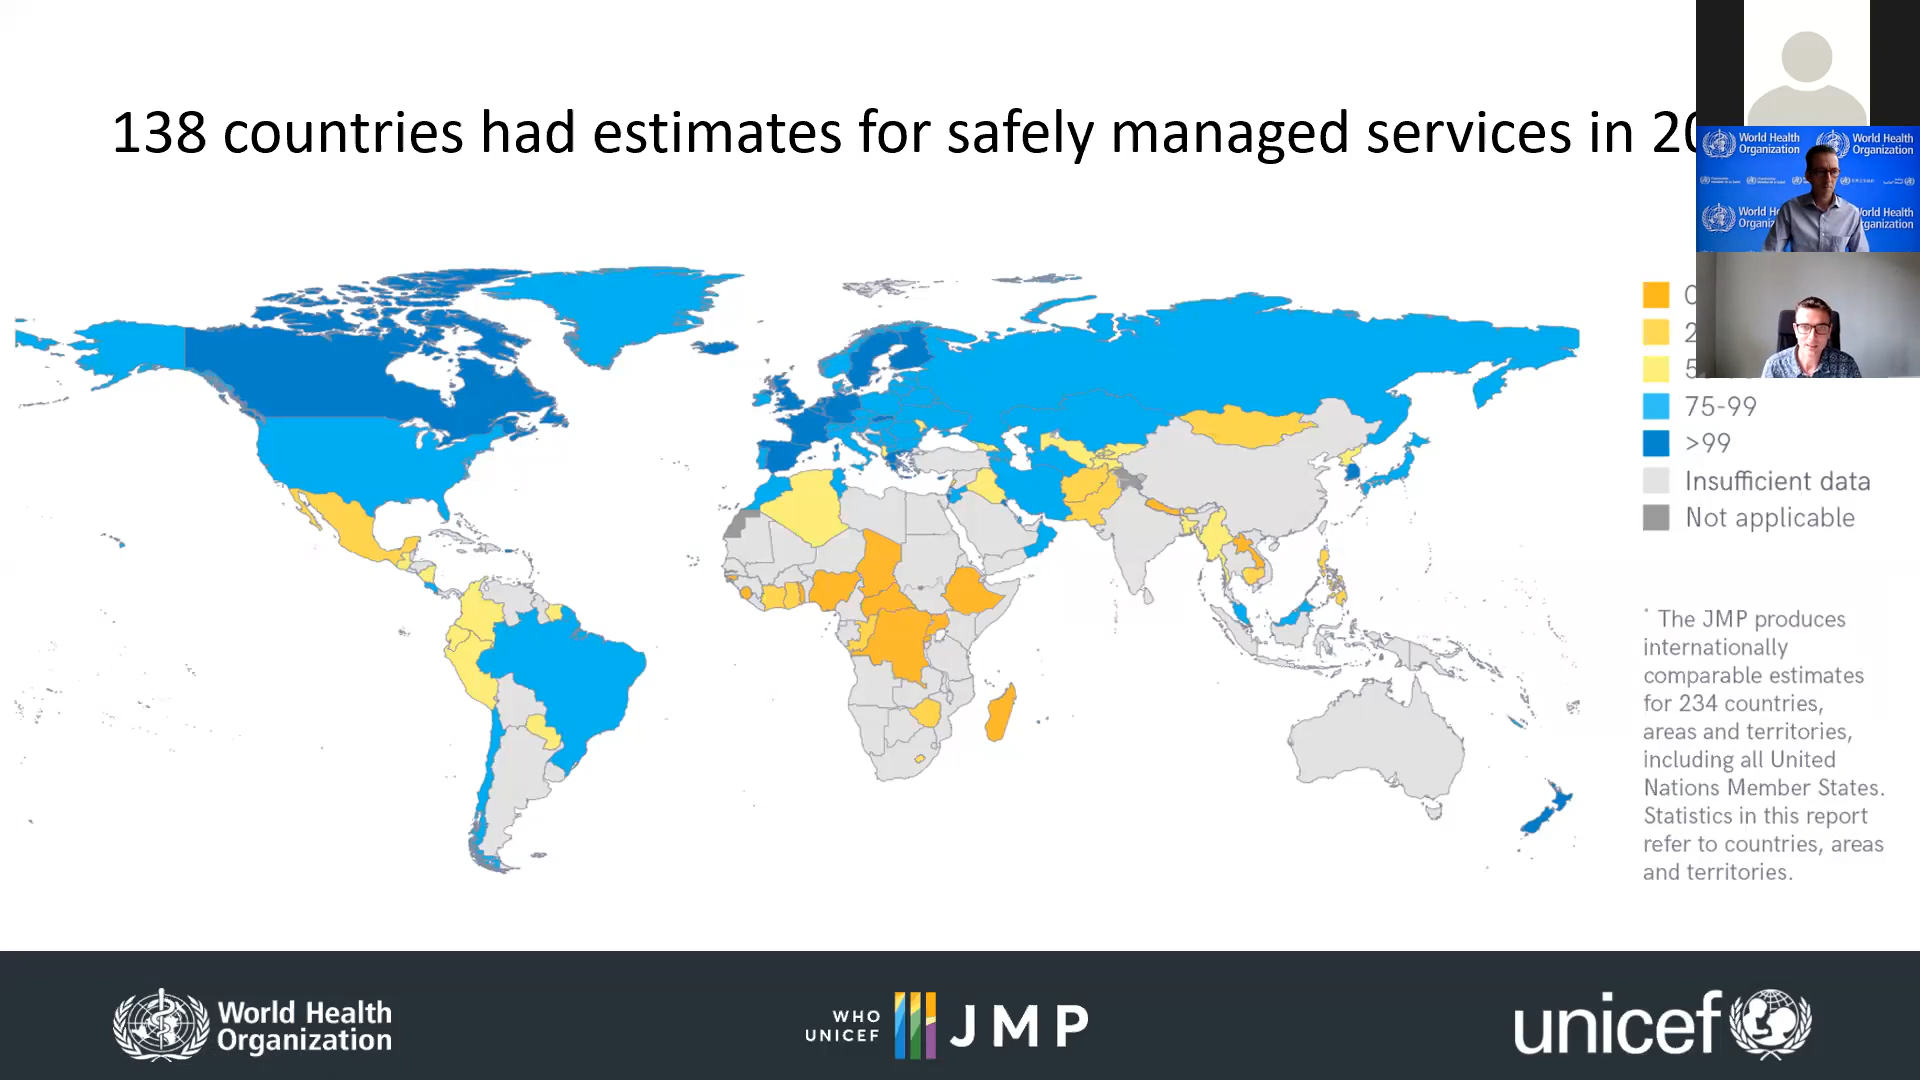 138 countries had estimates for safely managed services in 20
World Health Organization
World Health Organization
World Health Organization
75-99
>99
Insufficient data
Not applicable
* The JMP produces
internationally
comparable estimates
for 234 countries,
areas and territories,
including all United
Nations Member States.
Statistics in this report
refer to countries, areas
and territories.
World Health
Organization
WHO
UNICEF
JMP
unicef